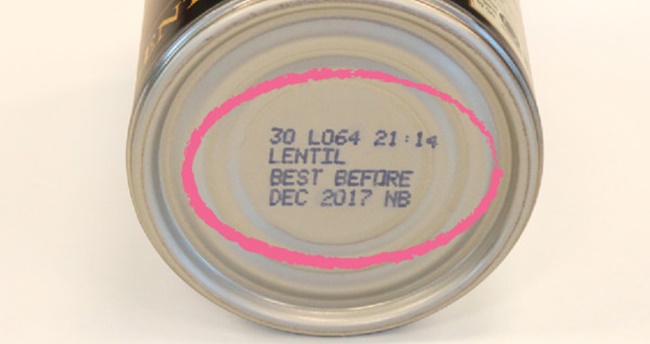 30 L064 21:14
LENTIL
BEST BEFORE
DEC 2017 NB